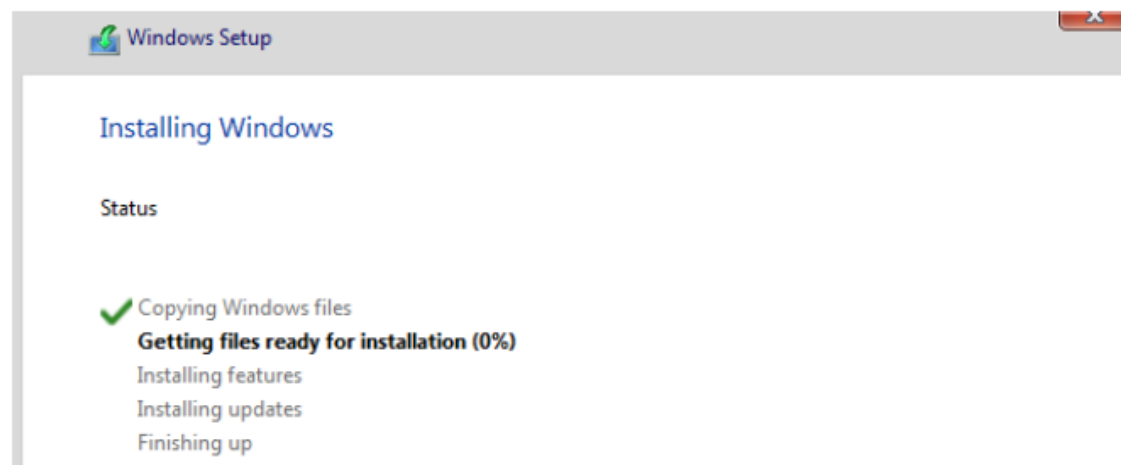 Windows Setup
Installing Windows
Status
Copying Windows files
Getting files ready for installation (0%)
Installing features
Installing updates
Finishing up